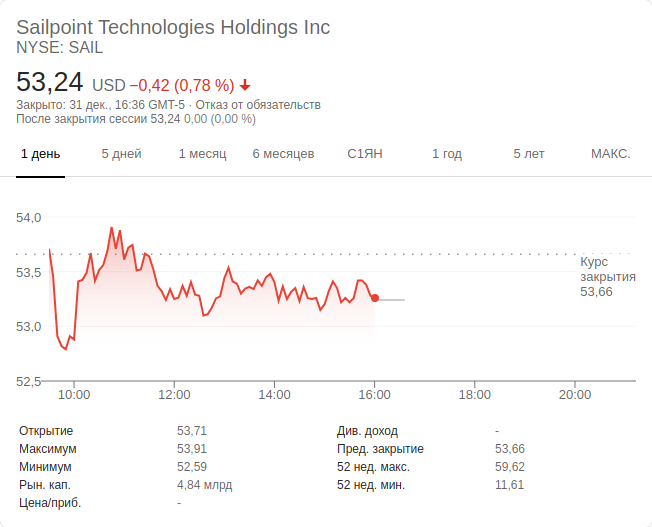 Sailpoint Technologies Holdings Inc
NYSE: SAIL
53,24 USD −0,42 (0,78 %)
Закрыто: 31 дек., 16:36 GMT-5 · Отказ от обязательств
После закрытия сессии 53,24 0,00 (0,00 %)
1 день 5 дней 1 месяц 6 месяцев С1ЯН 1 год 5 лет МАКС.
54,0
53,5
53,0
52,5
Курс
закрытия
53,66
10:00 12:00 14:00 16:00 18:00 20:00
Открытие 53,71 Див. доход -
Максимум 53,91 Пред. закрытие 53,66
Минимум 52,59 52 нед. макс. 59,62
Рын. кап. 4,84 млрд 52 нед. мин. 11,61
Цена/приб. -